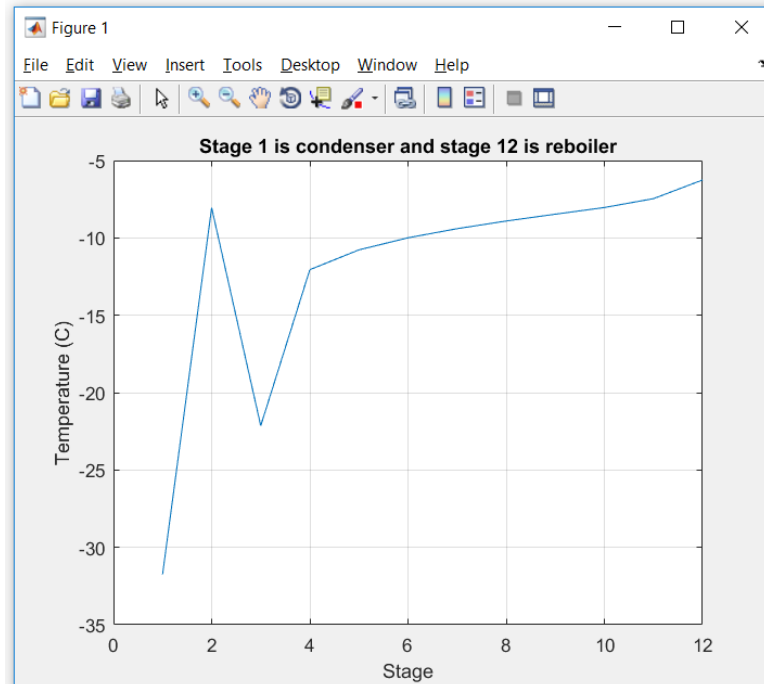 Figure 1
File Edit View Insert Tools Desktop Window Help
Stage 1 is condenser and stage 12 is reboiler
-5
-10
-15
-20
-25
-30
-35
Temperature (C)
0 2 4 6 8 10 12
Stage